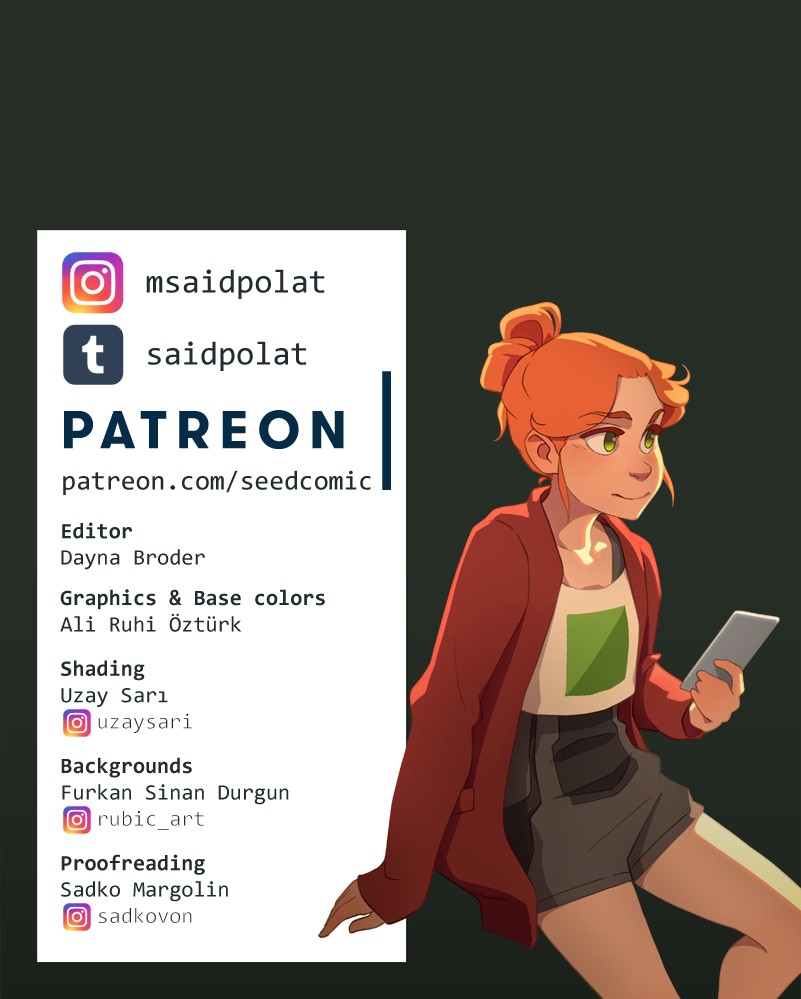 msaidpolat
saidpolat
PATREON
patreon.com/seedcomic
Editor
Dayna Broder
Graphics & Base colors
Ali Ruhi Öztürk
Shading
Uzay Sarı
uzaysari
Backgrounds
Furkan Sinan Durgun
rubic_art
Proofreading
Sadko Margolin
sadkovon